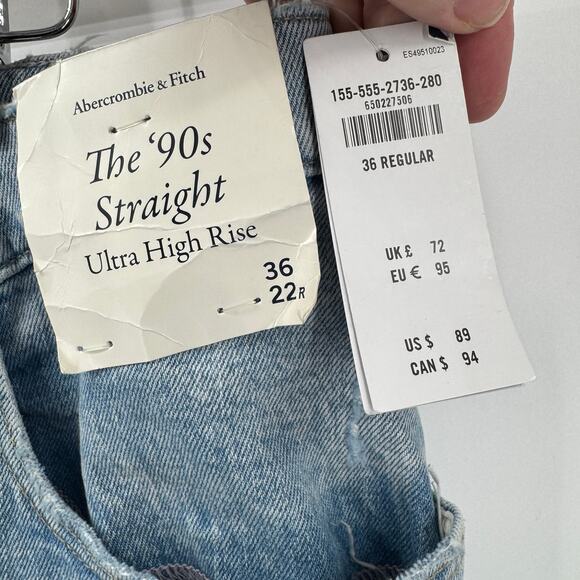 Abercrombie & Fitch
The ‘90s
Straight
Ultra High Rise
36
22R
ES49510023
155-555-2736-280
650227506
36 REGULAR
UK £ 72
EU € 95
US $ 89
CAN $ 94